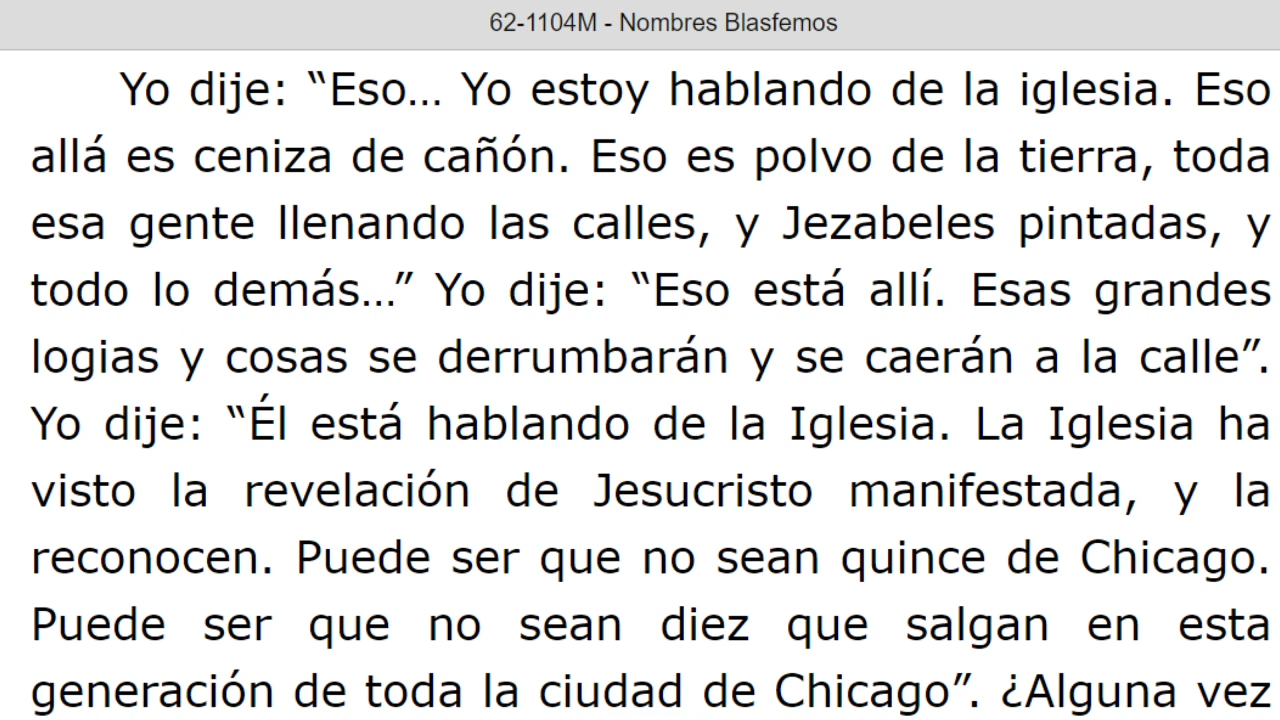 62-1104M - Nombres Blasfemos
Yo dije: “Eso... Yo estoy hablando de la iglesia. Eso
allá es ceniza de cañón. Eso es polvo de la tierra, toda
esa gente llenando las calles, y Jezabeles pintadas, y
todo lo demás...” Yo dije: “Eso está allí. Esas grandes
logias y cosas se derrumbarán y se caerán a la calle”.
Yo dije: “Él está hablando de la Iglesia. La Iglesia ha
visto la revelación de Jesucristo manifestada, y la
reconocen. Puede ser que no sean quince de Chicago.
Puede ser que no sean diez que salgan en esta
generación de toda la ciudad de Chicago”. ¿Alguna vez